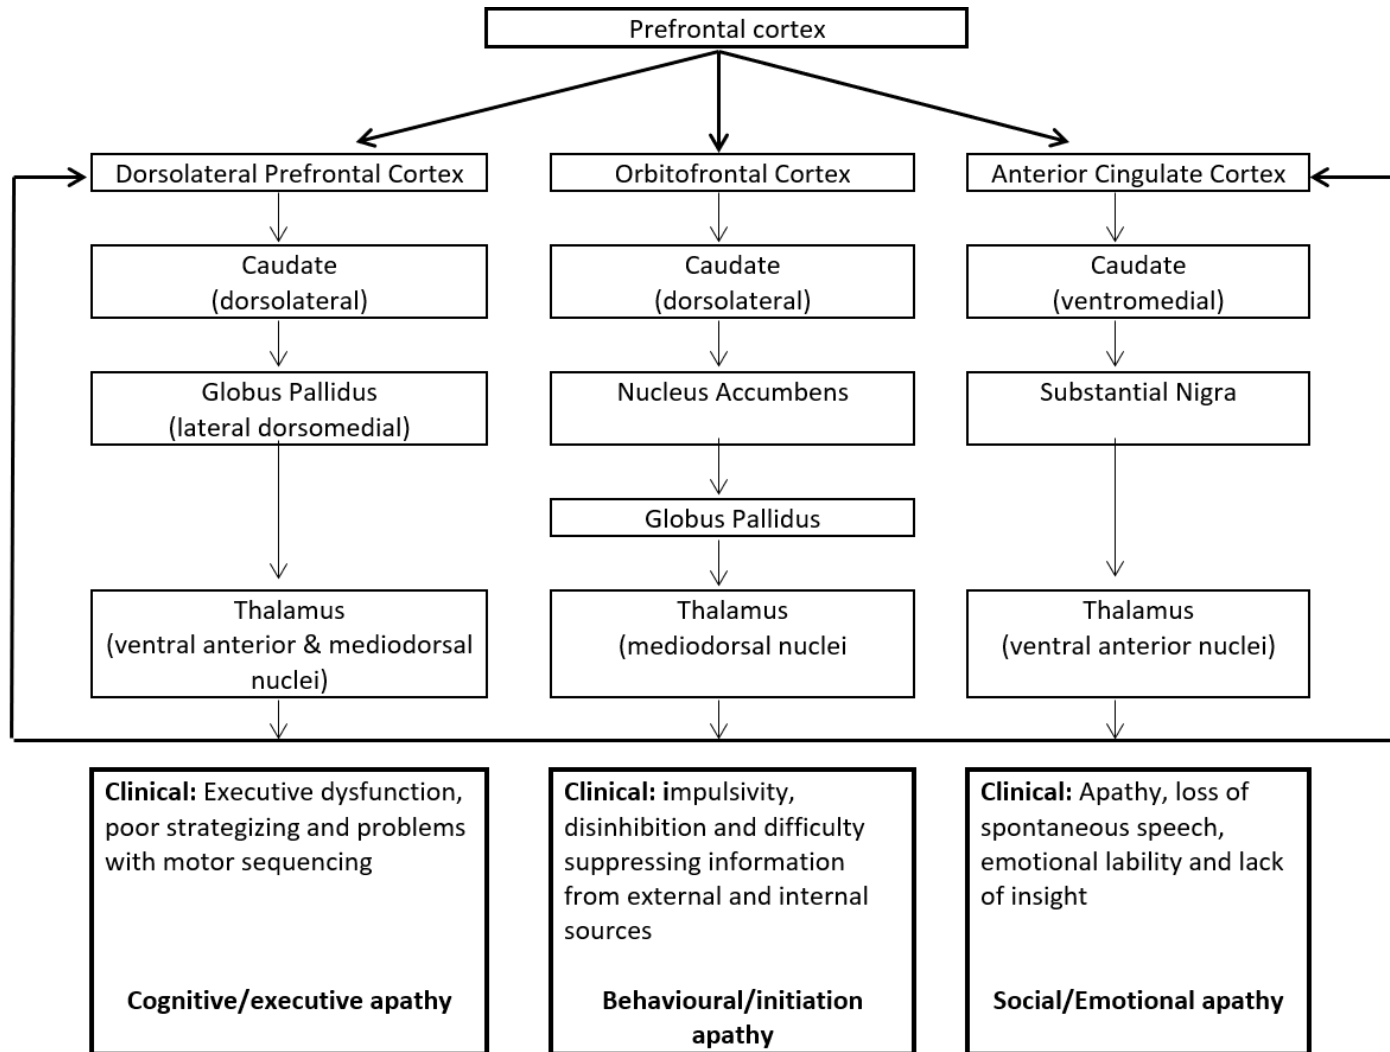 Prefrontal cortex
Dorsolateral Prefrontal Cortex
Orbitofrontal Cortex
Anterior Cingulate Cortex
Caudate
(dorsolateral)
Caudate
(dorsolateral)
Caudate
(ventromedial)
Globus Pallidus
(lateral dorsomedial)
Nucleus Accumbens
Substantial Nigra
Globus Pallidus
Thalamus
(ventral anterior & mediodorsal
nuclei)
Thalamus
(mediodorsal nuclei
Thalamus
(ventral anterior nuclei)
Clinical: Executive dysfunction,
poor strategizing and problems
with motor sequencing
Cognitive/executive apathy
Clinical: impulsivity,
disinhibition and difficulty
suppressing information
from external and internal
sources
Behavioural/initiation
apathy
Clinical: Apathy, loss of
spontaneous speech,
emotional lability and lack
of insight
Social/Emotional apathy